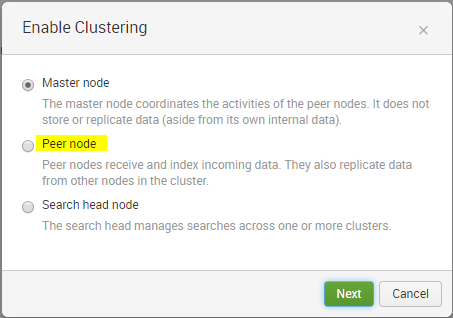 Enable Clustering
×
Master node
The master node coordinates the activities of the peer nodes. It does not
store or replicate data (aside from its own internal data).
Peer node
Peer nodes receive and index incoming data. They also replicate data
from other nodes in the cluster.
Search head node
The search head manages searches across one or more clusters.
Next
Cancel